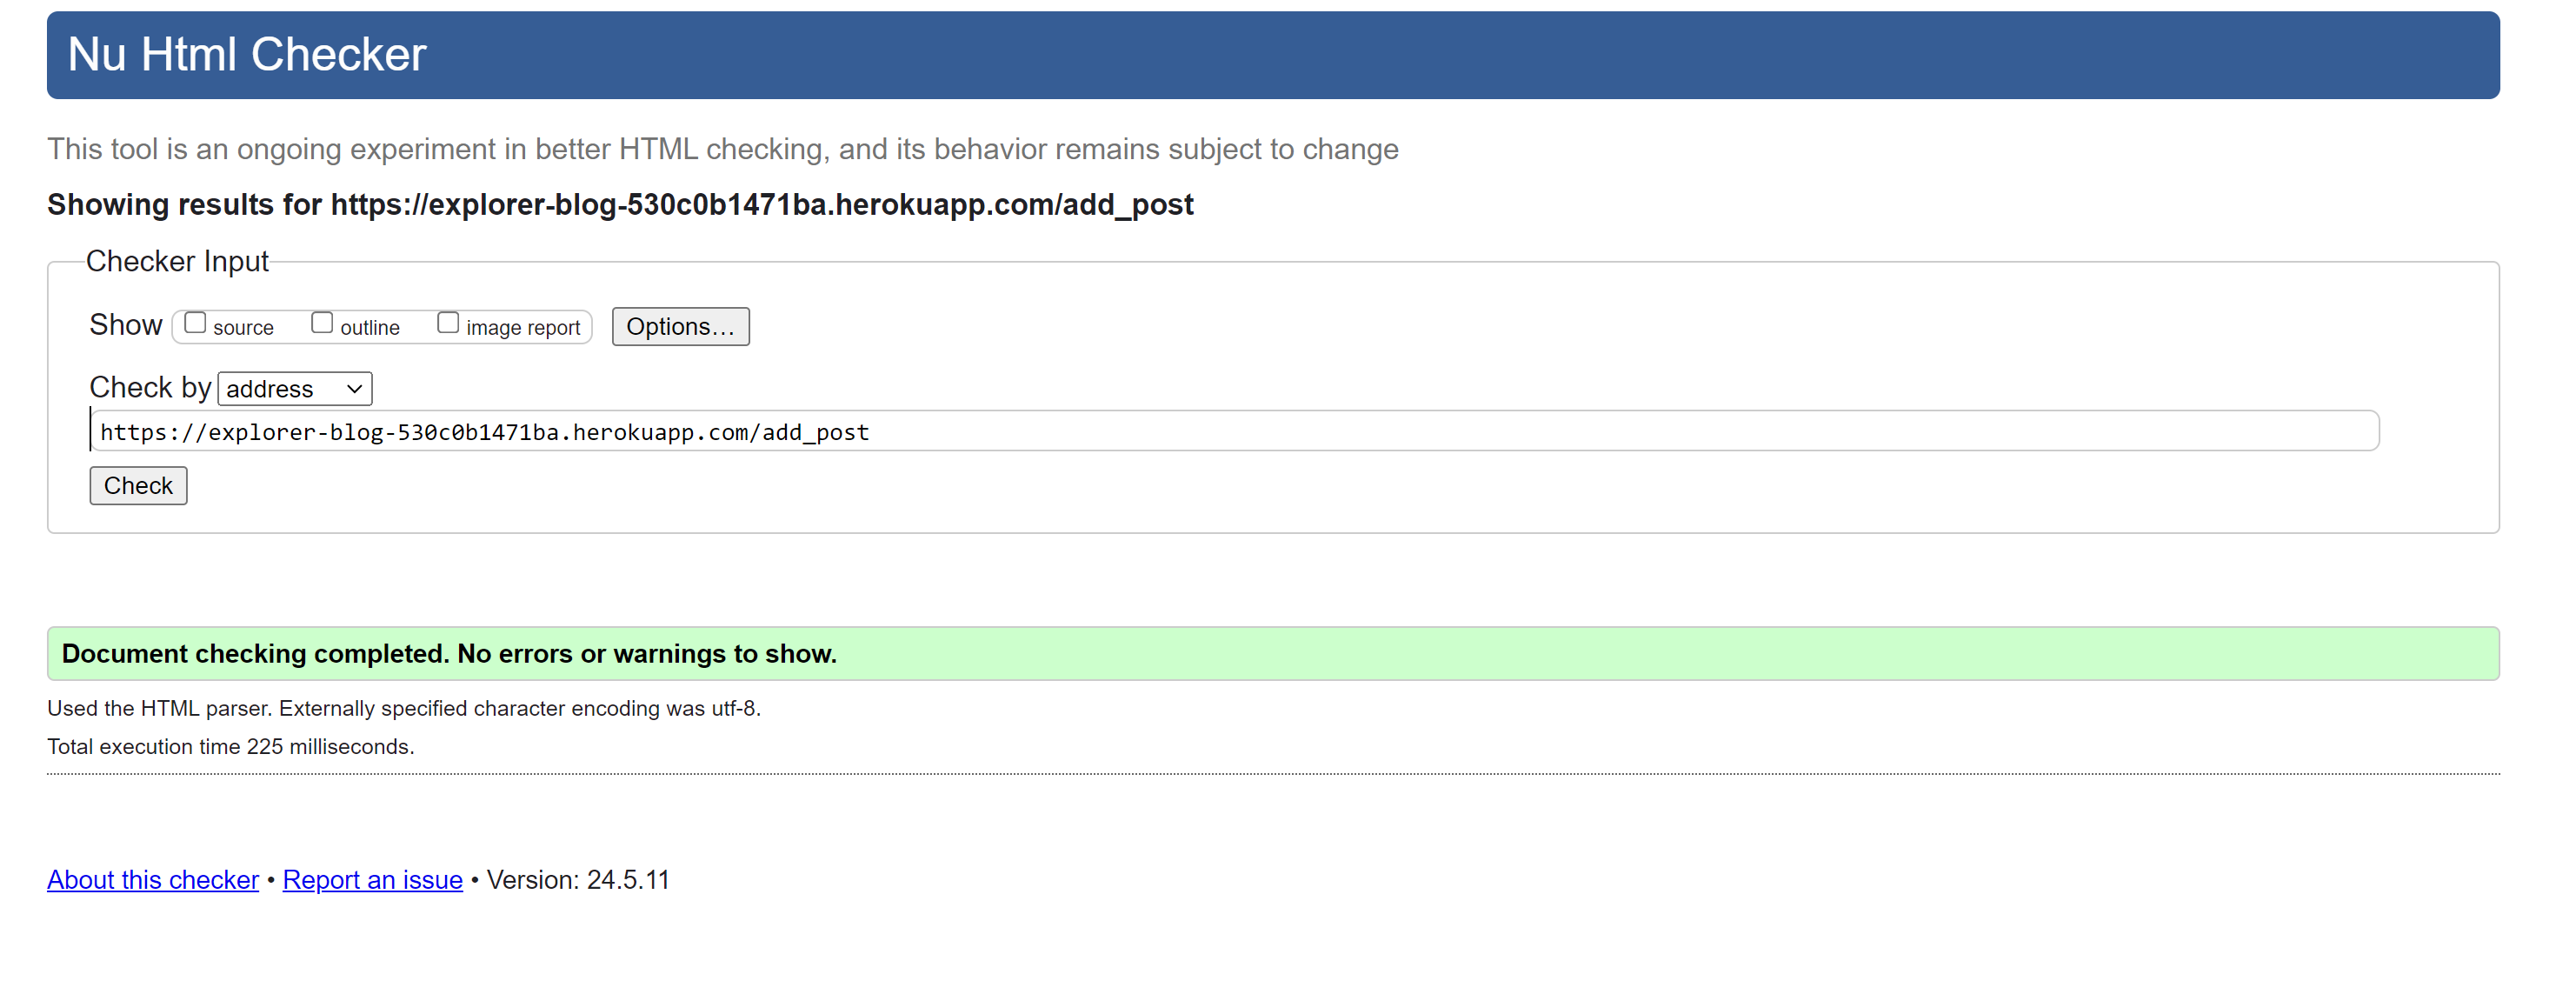 Nu Html Checker
This tool is an ongoing experiment in better HTML checking, and its behavior remains subject to change
Showing results for https://explorer-blog-530c0b1471ba.herokuapp.com/add_post
Checker Input
Show source outline image report Options…
Check by address
https://explorer-blog-530c0b1471ba.herokuapp.com/add_post
Check
Document checking completed. No errors or warnings to show.
Used the HTML parser. Externally specified character encoding was utf-8.
Total execution time 225 milliseconds.
About this checker • Report an issue • Version: 24.5.11